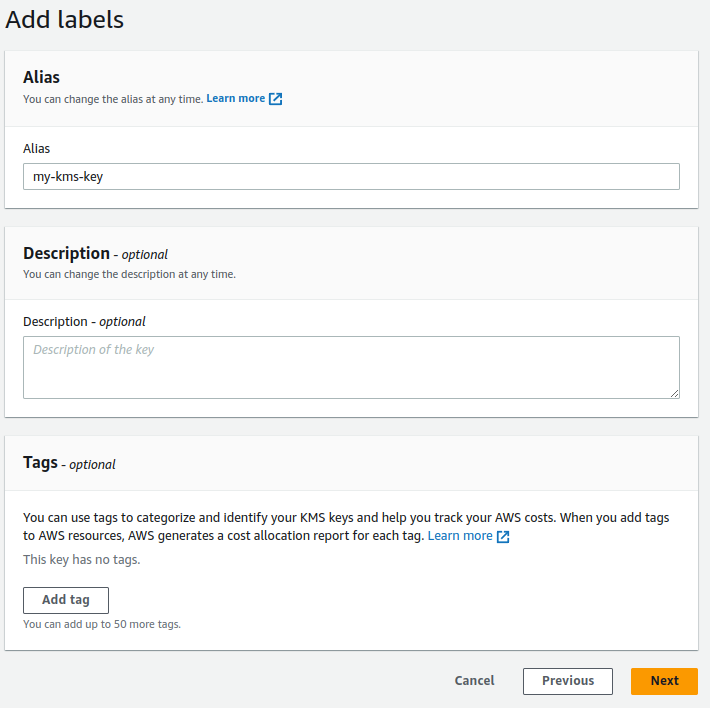 Add labels
Alias
You can change the alias at any time. Learn more
Alias
my-kms-key
Description - optional
You can change the description at any time.
Description - optional
Description of the key
Tags - optional
You can use tags to categorize and identify your KMS keys and help you track your AWS costs. When you add tags
to AWS resources, AWS generates a cost allocation report for each tag. Learn more
This key has no tags.
Add tag
You can add up to 50 more tags.
Cancel Previous Next